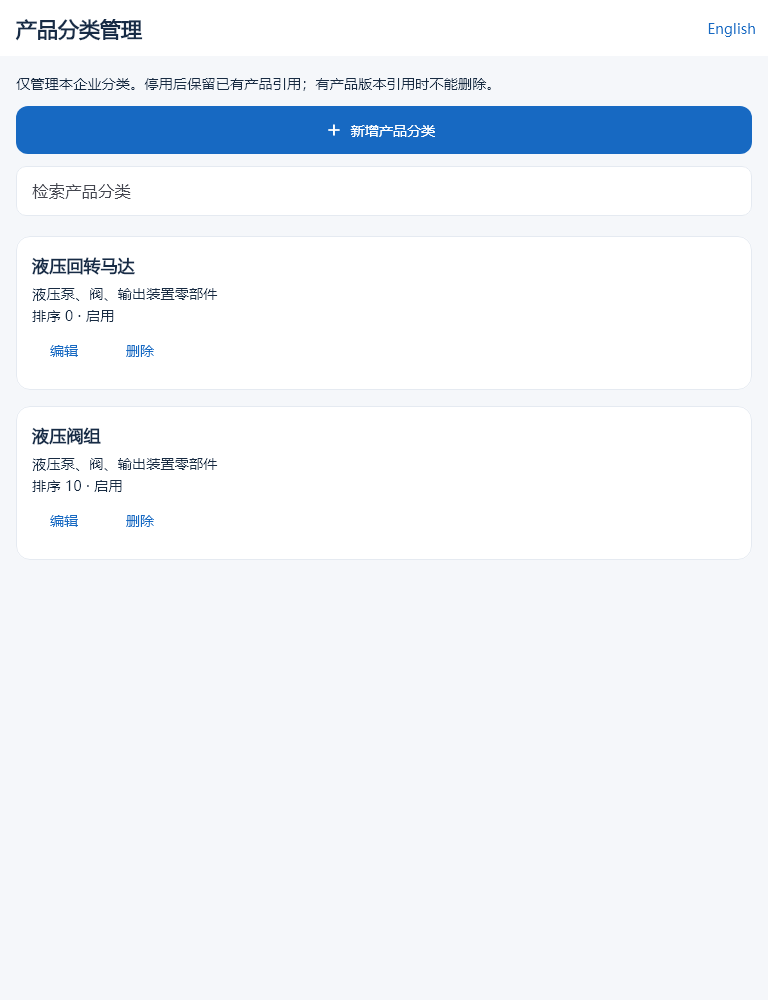 产品分类管理
English
仅管理本企业分类。停用后保留已有产品引用；有产品版本引用时不能删除。
+ 新增产品分类
检索产品分类
液压回转马达
液压泵、阀、输出装置零部件
排序 0 · 启用
编辑 删除
液压阀组
液压泵、阀、输出装置零部件
排序 10 · 启用
编辑 删除